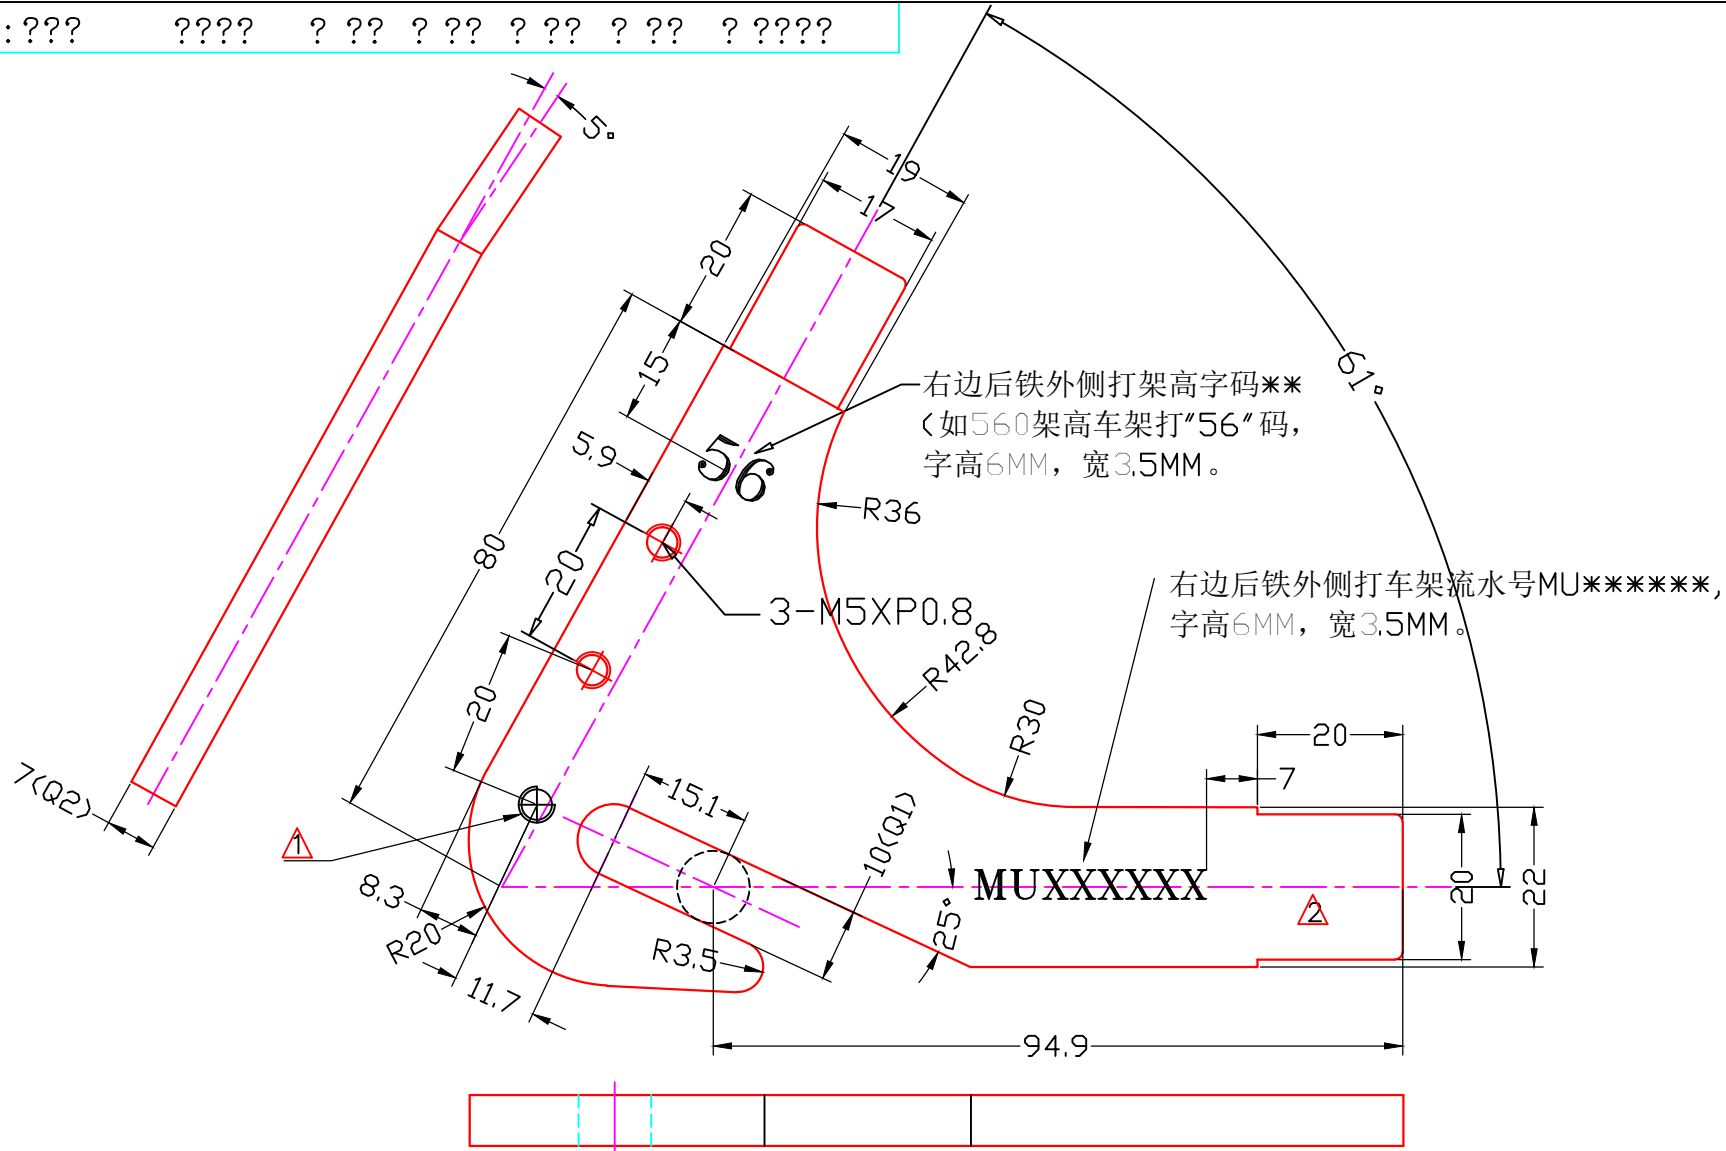 :??? ???? ? ?? ? ?? ? ?? ? ?? ? ????
5°
19
17
20
61°
15
右边后铁外侧打架高字码**
(如560架高车架打"56"码,
字高6MM，宽3.5MM。
56
5.9
R36
80
20
右边后铁外侧打车架流水号MU******,
字高6MM，宽3.5MM。
3-M5XP0.8
R42.8
20
R30
20
7
7(Q2)
15.1
10(Q1)
1
MUXXXXXX
8.3
20
22
2
25°
R20
R3.5
11.7
94.9